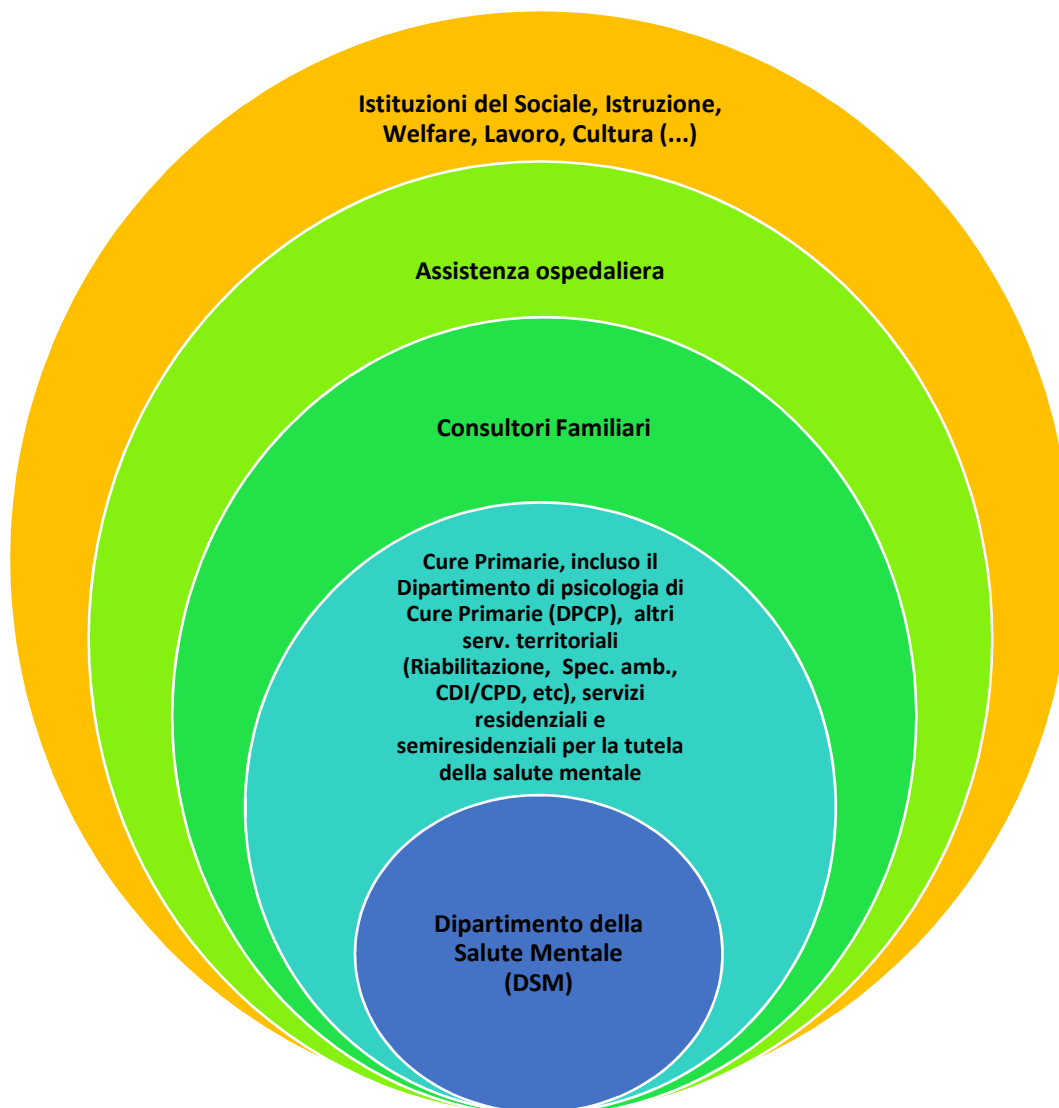 Istituzioni del Sociale, Istruzione,
Welfare, Lavoro, Cultura (...)
Assistenza ospedaliera
Consultori Familiari
Cure Primarie, incluso il
Dipartimento di psicologia di
Cure Primarie (DPCP),  altri
serv. territoriali
(Riabilitazione,  Spec. amb.,
CDI/CPD, etc), servizi
residenziali e
semiresidenziali per la tutela
della salute mentale
Dipartimento della
Salute Mentale
(DSM)